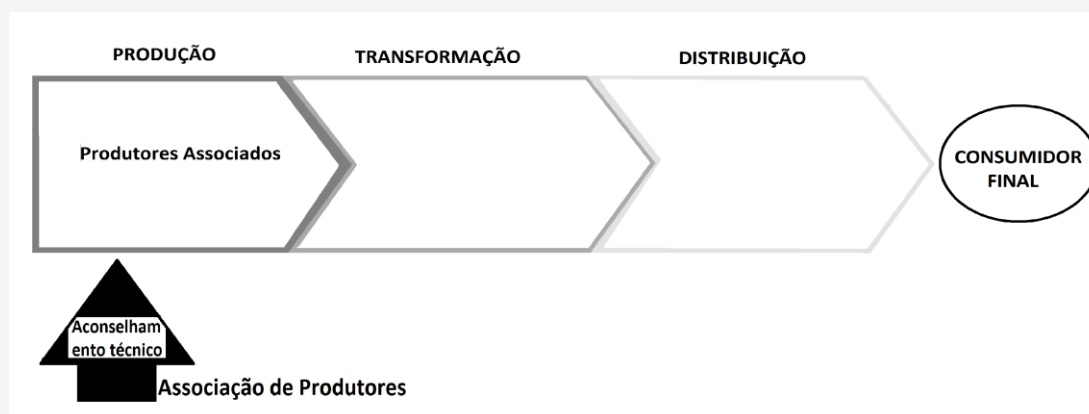 PRODUÇÃO
TRANSFORMAÇÃO
DISTRIBUIÇÃO
Produtores Associados
CONSUMIDOR
FINAL
Aconselham
ento técnico
Associação de Produtores